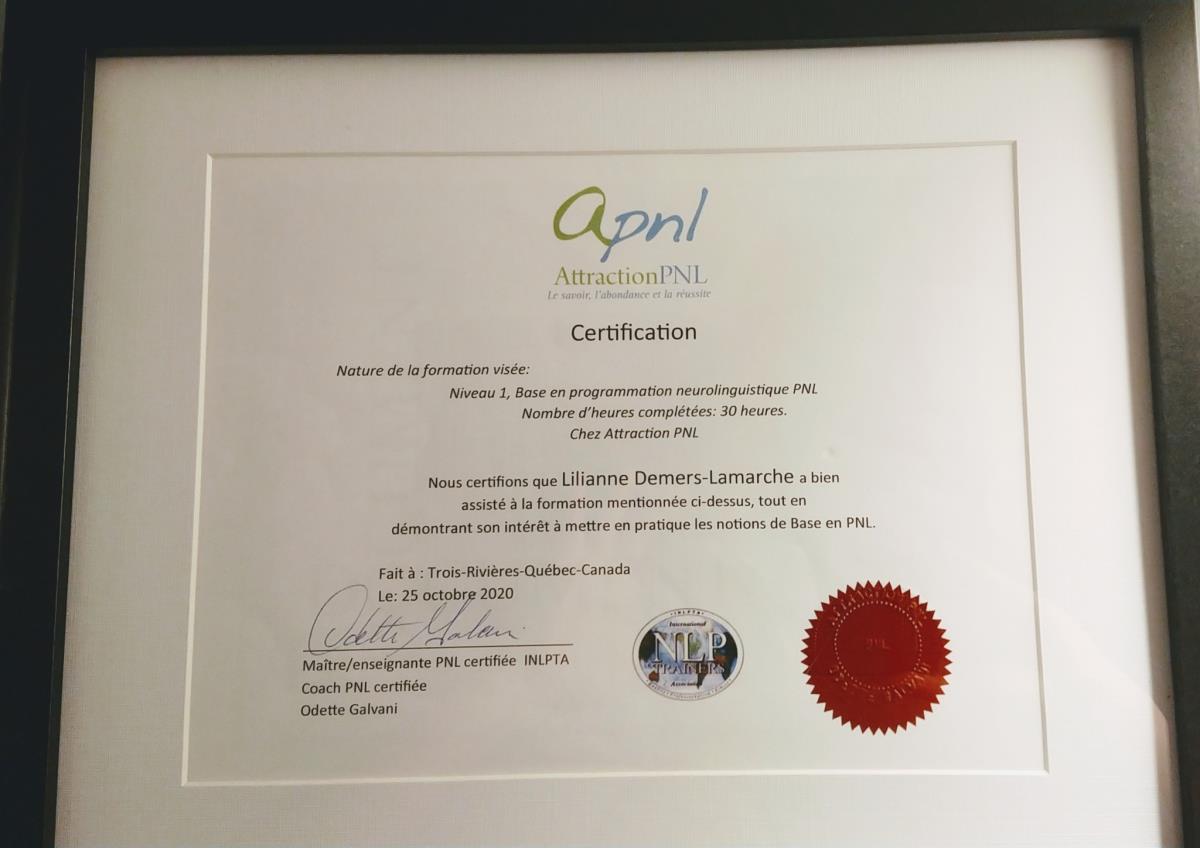 apnl
AttractionPNL
Le savoir, l'abondance et la réussite
Certification
Nature de la formation visée:
Niveau 1, Base en programmation neurolinguistique PNL
Nombre d'heures complétées: 30 heures.
Chez Attraction PNL
Nous certifions que Lilianne Demers-Lamarche a bien
assisté à la formation mentionnée ci-dessus, tout en
démontrant son intérêt à mettre en pratique les notions de Base en PNL.
Fait à : Trois-Rivières-Québec-Canada
Le: 25 octobre 2020
Odette Galvani
Maître/enseignante PNL certifiée INLPTA
Coach PNL certifiée
Odette Galvani
INLPTA
International
NLP
TRAINERS
Association